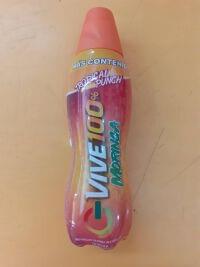 MÁS CONTENIDO
TROPICAL
PUNCH
VIVE100
MORINGA